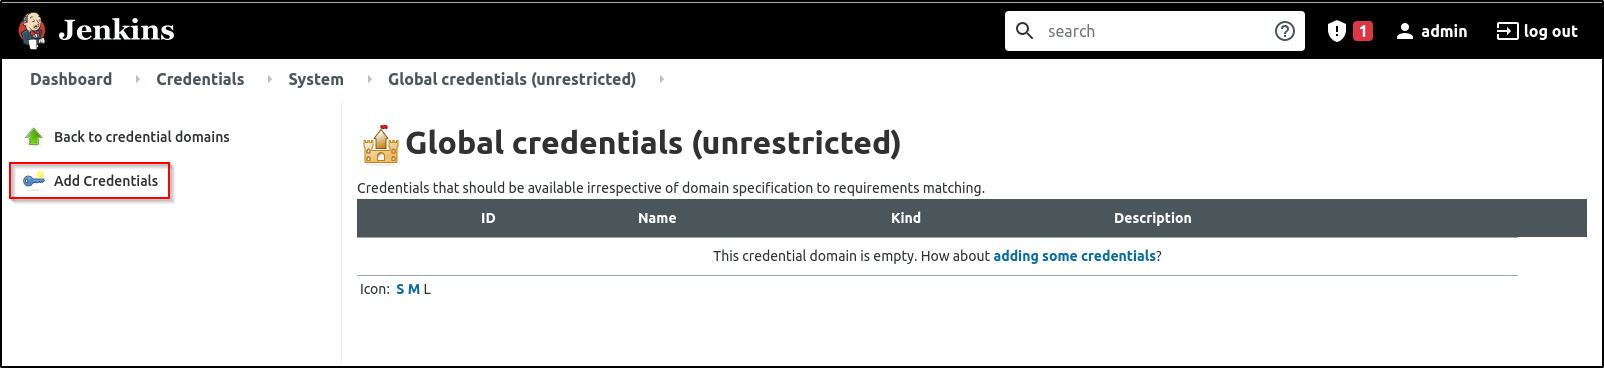 Jenkins
search
1
admin
log out
Dashboard
Credentials
System
Global credentials (unrestricted)
Back to credential domains
Add Credentials
Global credentials (unrestricted)
Credentials that should be available irrespective of domain specification to requirements matching.
ID Name Kind Description
This credential domain is empty. How about adding some credentials?
Icon: S M L